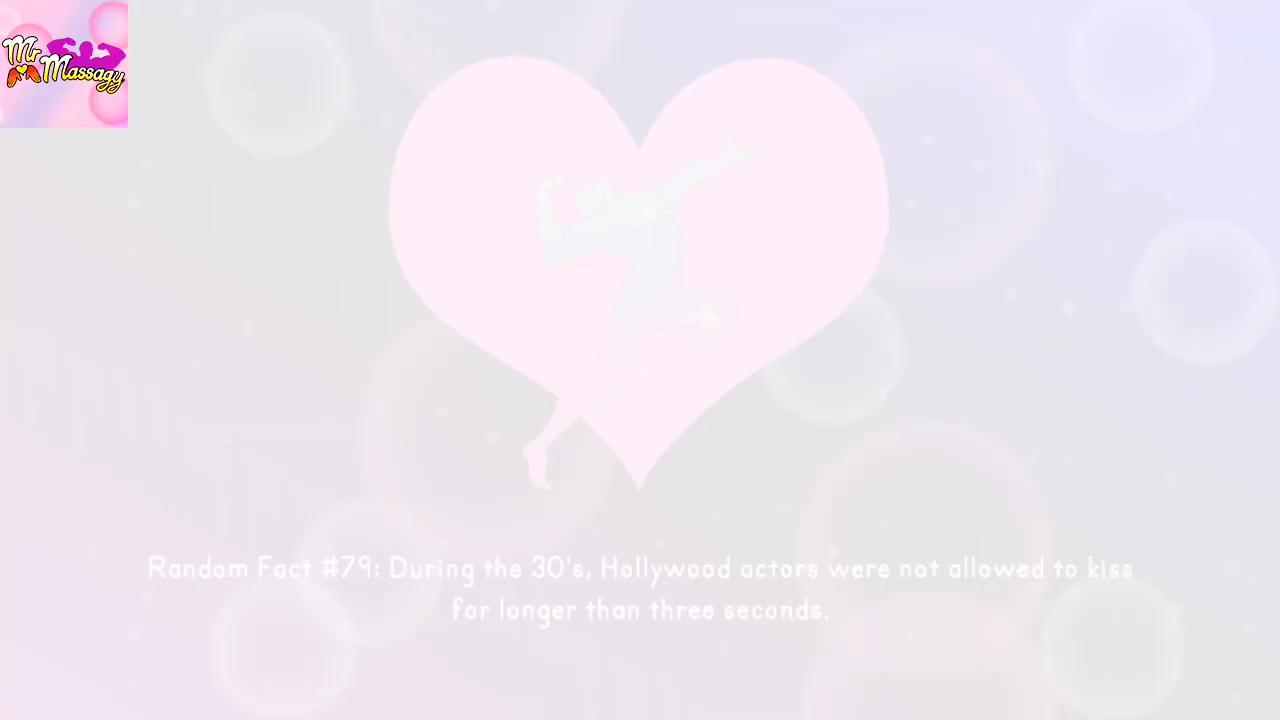 Mr
Massagy
Random Fact #79: During the 30's, Hollywood actors were not allowed to kiss
for longer than three seconds.